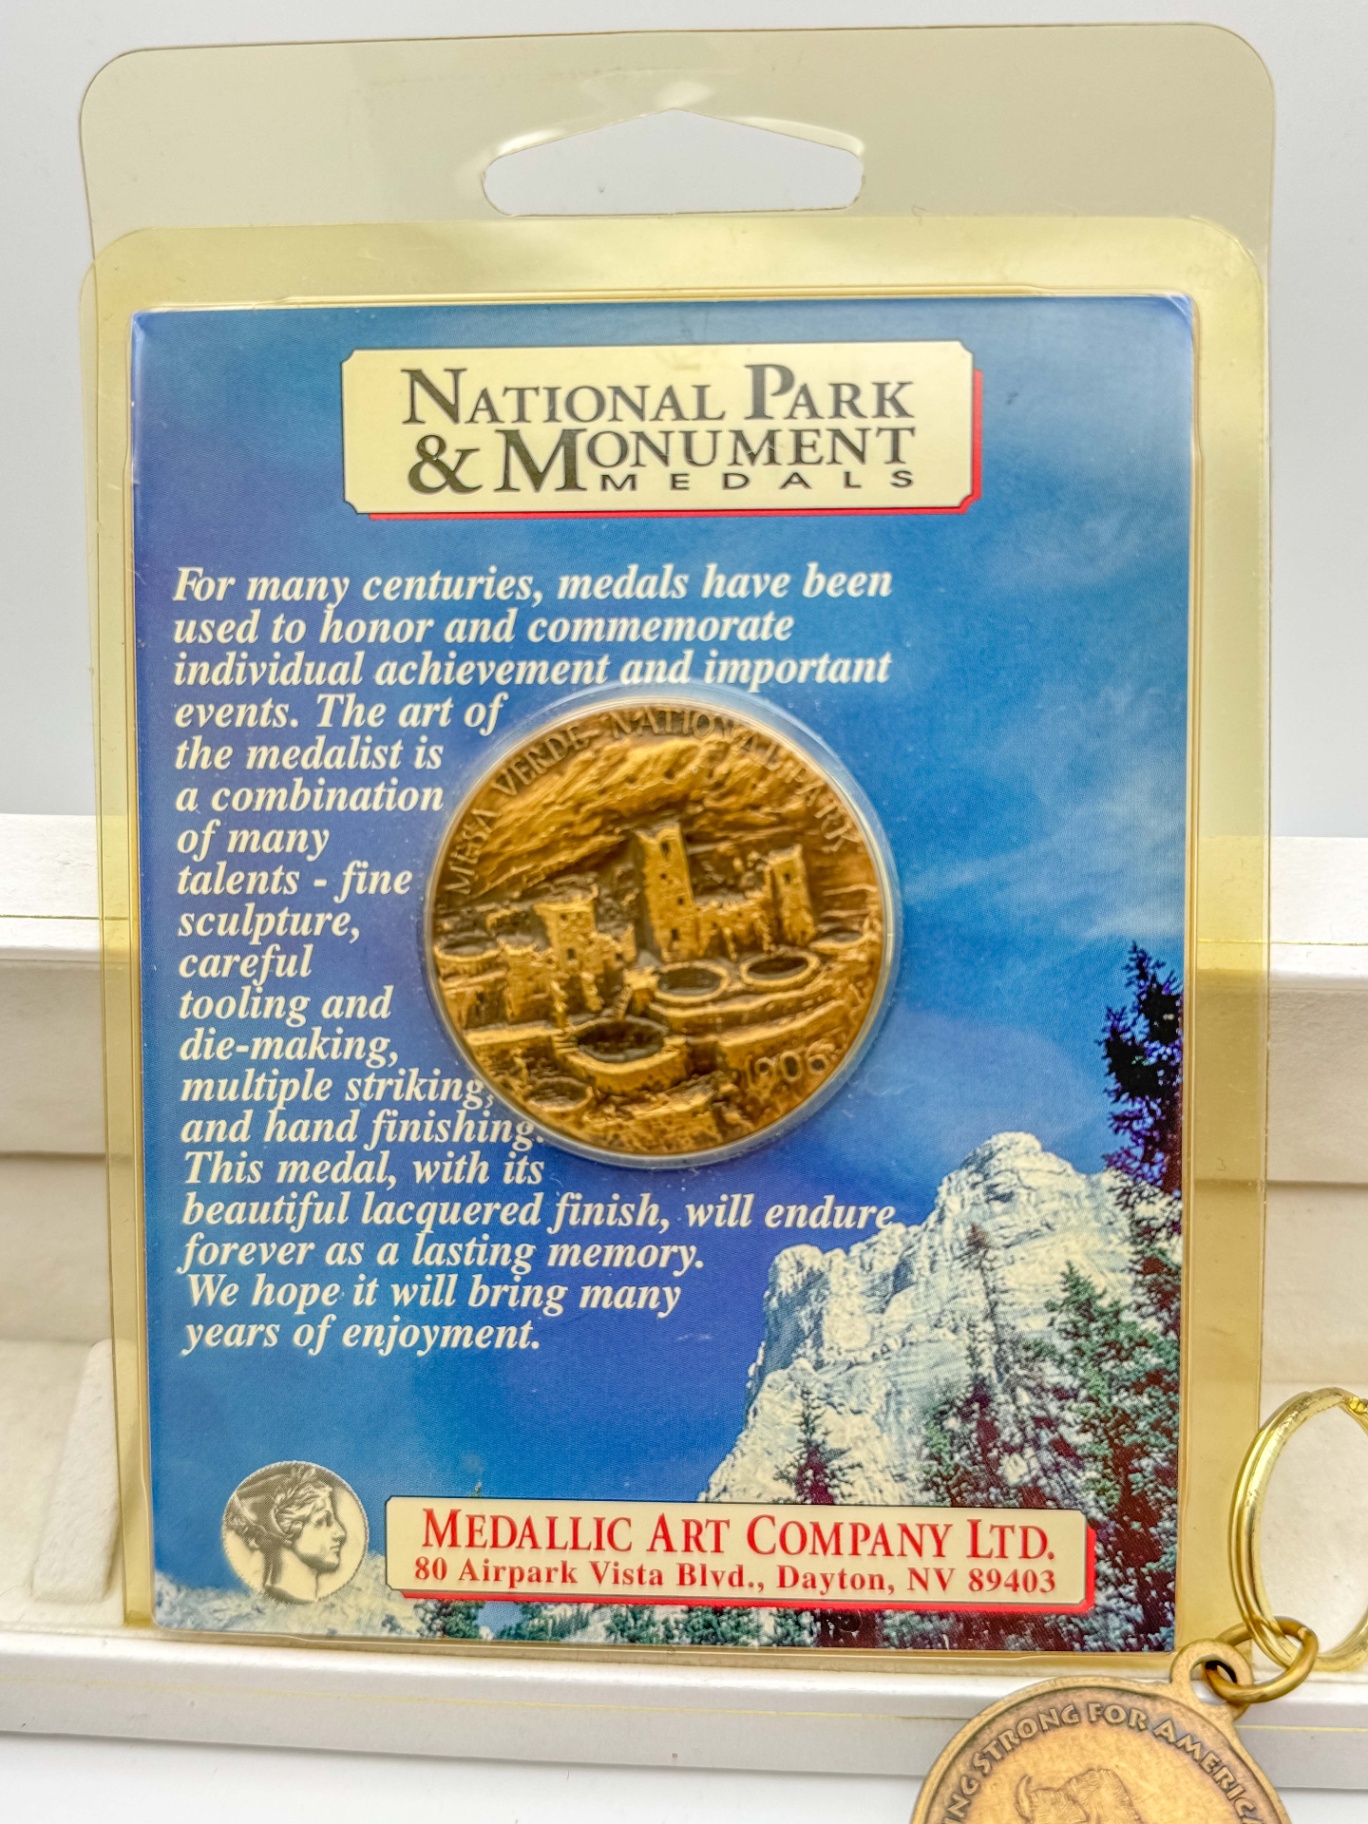 NATIONAL PARK
& MONUMENT
MEDALS
For many centuries, medals have been
used to honor and commemorate
individual achievement and important
events. The art of
the medalist is
a combination
of many
talents - fine
sculpture,
careful
tooling and
die-making,
multiple striking,
and hand finishing.
This medal, with its
beautiful lacquered finish, will endure
forever as a lasting memory.
We hope it will bring many
years of enjoyment.
MESA VERDE NATIONAL PARK
1906
MEDALLIC ART COMPANY LTD.
80 Airpark Vista Blvd., Dayton, NV 89403
STRONG FOR AMERICA